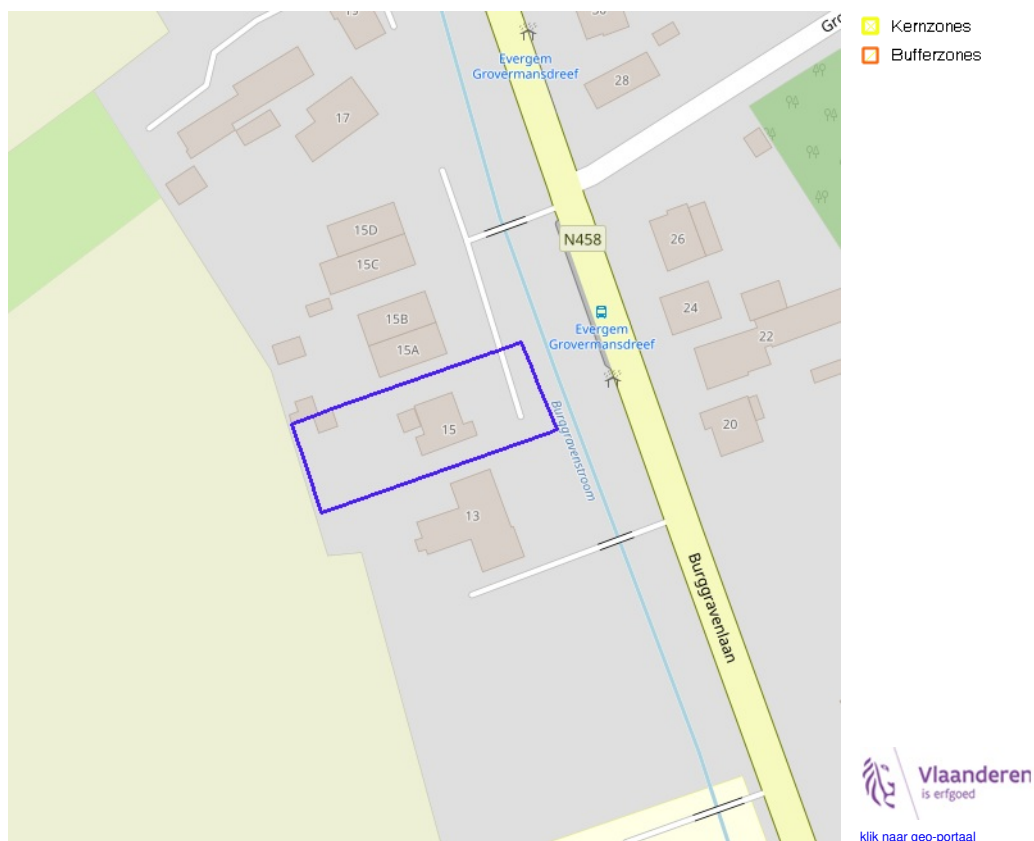 Kernzones
Bufferzones
Evergem
Grovermansdreef
28
17
15D
15C
N458
26
15B
15A
24
22
Evergem
Grovermansdreef
15
20
Burggravenstroom
13
Burggravenlaan
Vlaanderen
is erfgoed
klik naar geo-portaal